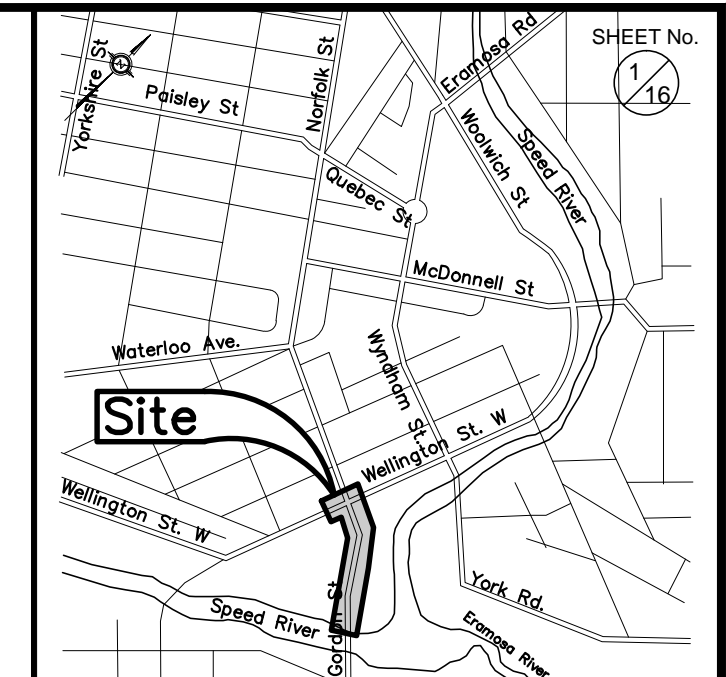 SHEET No.
1
16
Yorkshire St
Norfolk St
Eramosa Rd
Paisley St
Woolwich St
Speed River
Quebec St
McDonnell St
Waterloo Ave.
Wyndham St.
Site
Wellington St. W
Wellington St. W
Gordon St
Speed River
York Rd.
Eramosa River